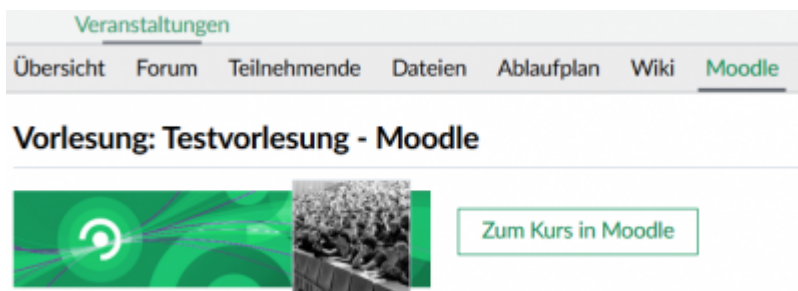 Veranstaltungen
Übersicht Forum Teilnehmende Dateien Ablaufplan Wiki Moodle
Vorlesung: Testvorlesung - Moodle
Zum Kurs in Moodle